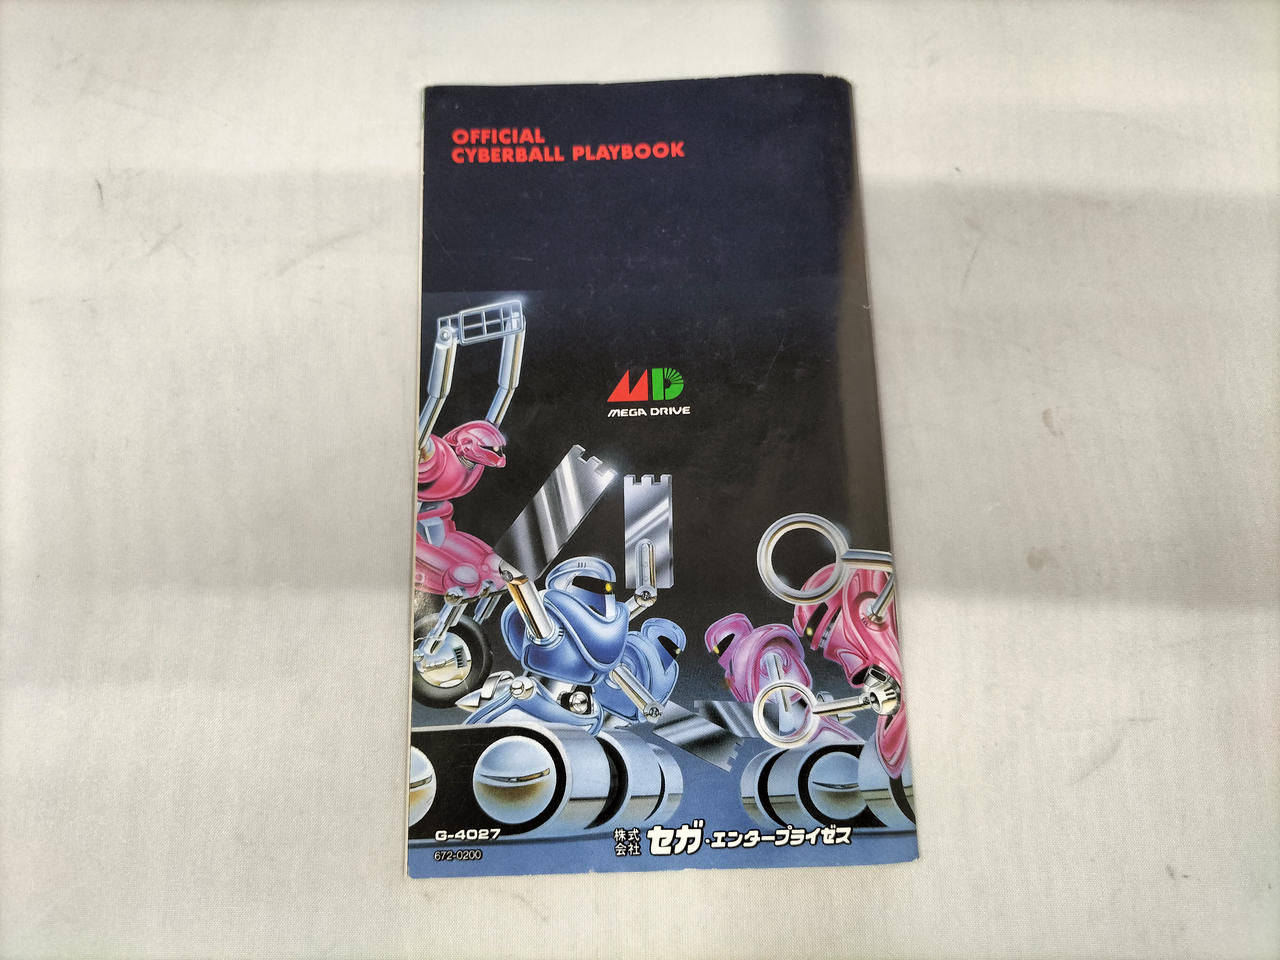 OFFICIAL
CYBERBALL PLAYBOOK
MD
MEGA DRIVE
G-4027
672-0200
株式会社 セガ・エンタープライゼス